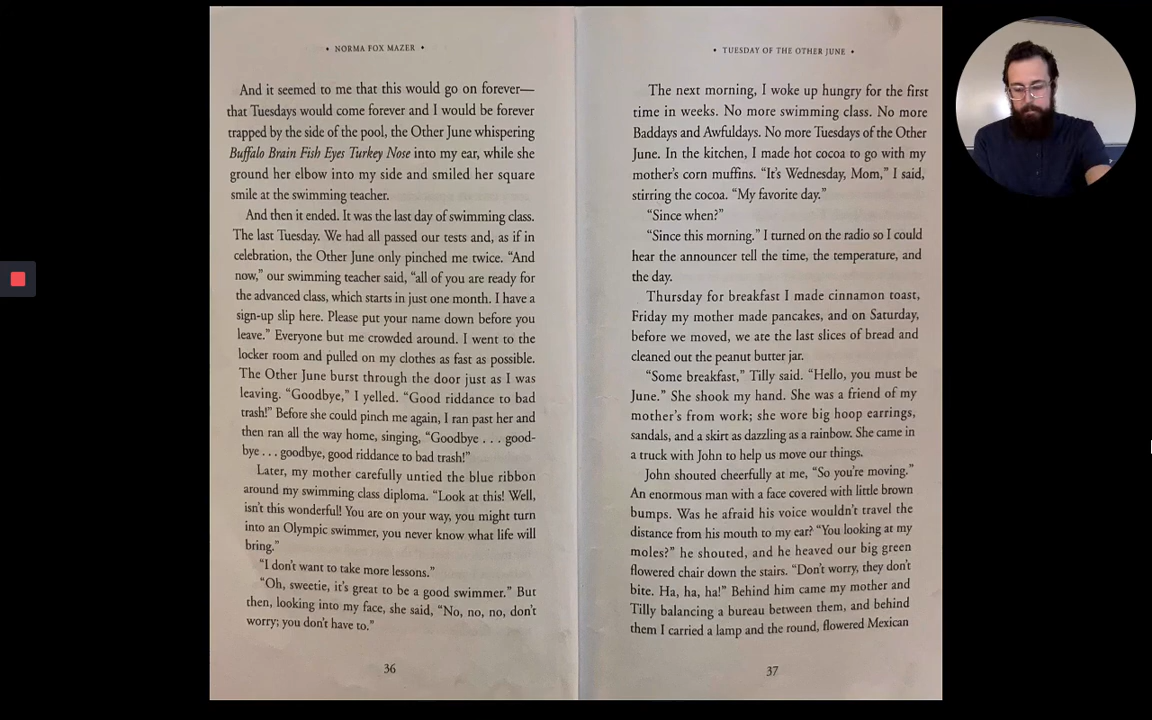 • NORMA FOX MAZER •
And it seemed to me that this would go on forever—
that Tuesdays would come forever and I would be forever
trapped by the side of the pool, the Other June whispering
Buffalo Brain Fish Eyes Turkey Nose into my ear, while she
ground her elbow into my side and smiled her square
smile at the swimming teacher.
And then it ended. It was the last day of swimming class.
The last Tuesday. We had all passed our tests and, as if in
celebration, the Other June only pinched me twice. “And
now,” our swimming teacher said, “all of you are ready for
the advanced class, which starts in just one month. I have a
sign-up slip here. Please put your name down before you
leave.” Everyone but me crowded around. I went to the
locker room and pulled on my clothes as fast as possible.
The Other June burst through the door just as I was
leaving. “Goodbye,” I yelled. “Good riddance to bad
trash!” Before she could pinch me again, I ran past her and
then ran all the way home, singing, “Goodbye . . . good-
bye . . . goodbye, good riddance to bad trash!”
Later, my mother carefully untied the blue ribbon
around my swimming class diploma. “Look at this! Well,
isn’t this wonderful! You are on your way, you might turn
into an Olympic swimmer, you never know what life will
bring.”
“I don’t want to take more lessons.”
“Oh, sweetie, it’s great to be a good swimmer.” But
then, looking into my face, she said, “No, no, no, don’t
worry; you don’t have to.”
36
• TUESDAY OF THE OTHER JUNE •
The next morning, I woke up hungry for the first
time in weeks. No more swimming class. No more
Baddays and Awfuldays. No more Tuesdays of the Other
June. In the kitchen, I made hot cocoa to go with my
mother’s corn muffins. “It’s Wednesday, Mom,” I said,
stirring the cocoa. “My favorite day.”
“Since when?”
“Since this morning.” I turned on the radio so I could
hear the announcer tell the time, the temperature, and
the day.
Thursday for breakfast I made cinnamon toast,
Friday my mother made pancakes, and on Saturday,
before we moved, we ate the last slices of bread and
cleaned out the peanut butter jar.
“Some breakfast,” Tilly said. “Hello, you must be
June.” She shook my hand. She was a friend of my
mother’s from work; she wore big hoop earrings,
sandals, and a skirt as dazzling as a rainbow. She came in
a truck with John to help us move our things.
John shouted cheerfully at me, “So you’re moving.”
An enormous man with a face covered with little brown
bumps. Was he afraid his voice wouldn’t travel the
distance from his mouth to my ear? “You looking at my
moles?” he shouted, and he heaved our big green
flowered chair down the stairs. “Don’t worry, they don’t
bite. Ha, ha, ha!” Behind him came my mother and
Tilly balancing a bureau between them, and behind
them I carried a lamp and the round, flowered Mexican
37